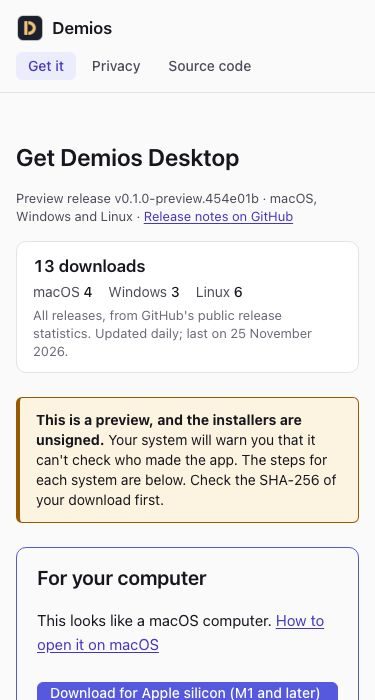 Demios
Get it Privacy Source code
Get Demios Desktop
Preview release v0.1.0-preview.454e01b · macOS,
Windows and Linux · Release notes on GitHub
13 downloads
macOS 4 Windows 3 Linux 6
All releases, from GitHub's public release
statistics. Updated daily; last on 25 November
2026.
This is a preview, and the installers are
unsigned. Your system will warn you that it
can't check who made the app. The steps for
each system are below. Check the SHA-256 of
your download first.
For your computer
This looks like a macOS computer. How to
open it on macOS
Download for Apple silicon (M1 and later)